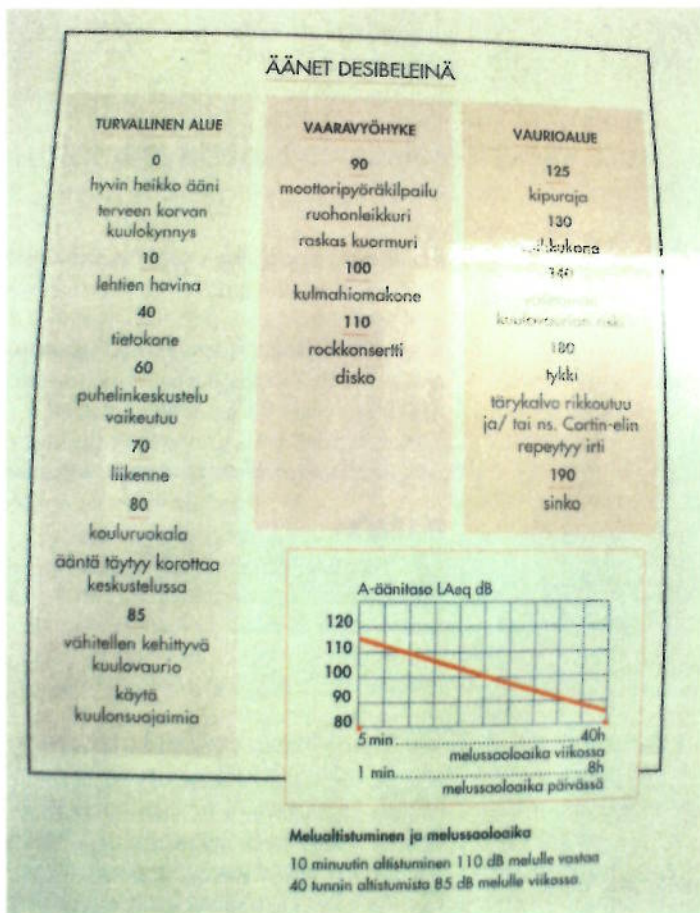 ÄÄNET DESIBELEINÄ
TURVALLINEN ALUE
0
hyvin heikko ääni
terveen korvan
kuulokynnys
10
lehtien havina
40
tietokone
60
puhelinkeskustelu
vaikeutuu
70
liikenne
80
kouluruokala
ääntä täytyy korottaa
keskustelussa
85
vähitellen kehittyvä
kuulovaurio
käytä
kuulonsuojaimia
VAARAVYÖHYKE
90
moottoripyöräkilpailu
ruohonleikkuri
raskas kuormuri
100
kulmahiomakone
110
rockkonsertti
disko
VAURIOALUE
125
kipuraja
130
140
kuulovaurion riski
180
tykki
tärykalvo rikkoutuu
ja/ tai ns. Cortin-elin
repeytyy irti
190
sinko
A-äänitaso LAeq dB
120
110
100
90
80
5 min....................40h
melussaoloaika viikossa
1 min....................8h
melussaoloaika päivässä
Melualtistuminen ja melussaoloaika
10 minuutin altistuminen 110 dB melulle vastaa
40 tunnin altistumista 85 dB melulle viikossa.